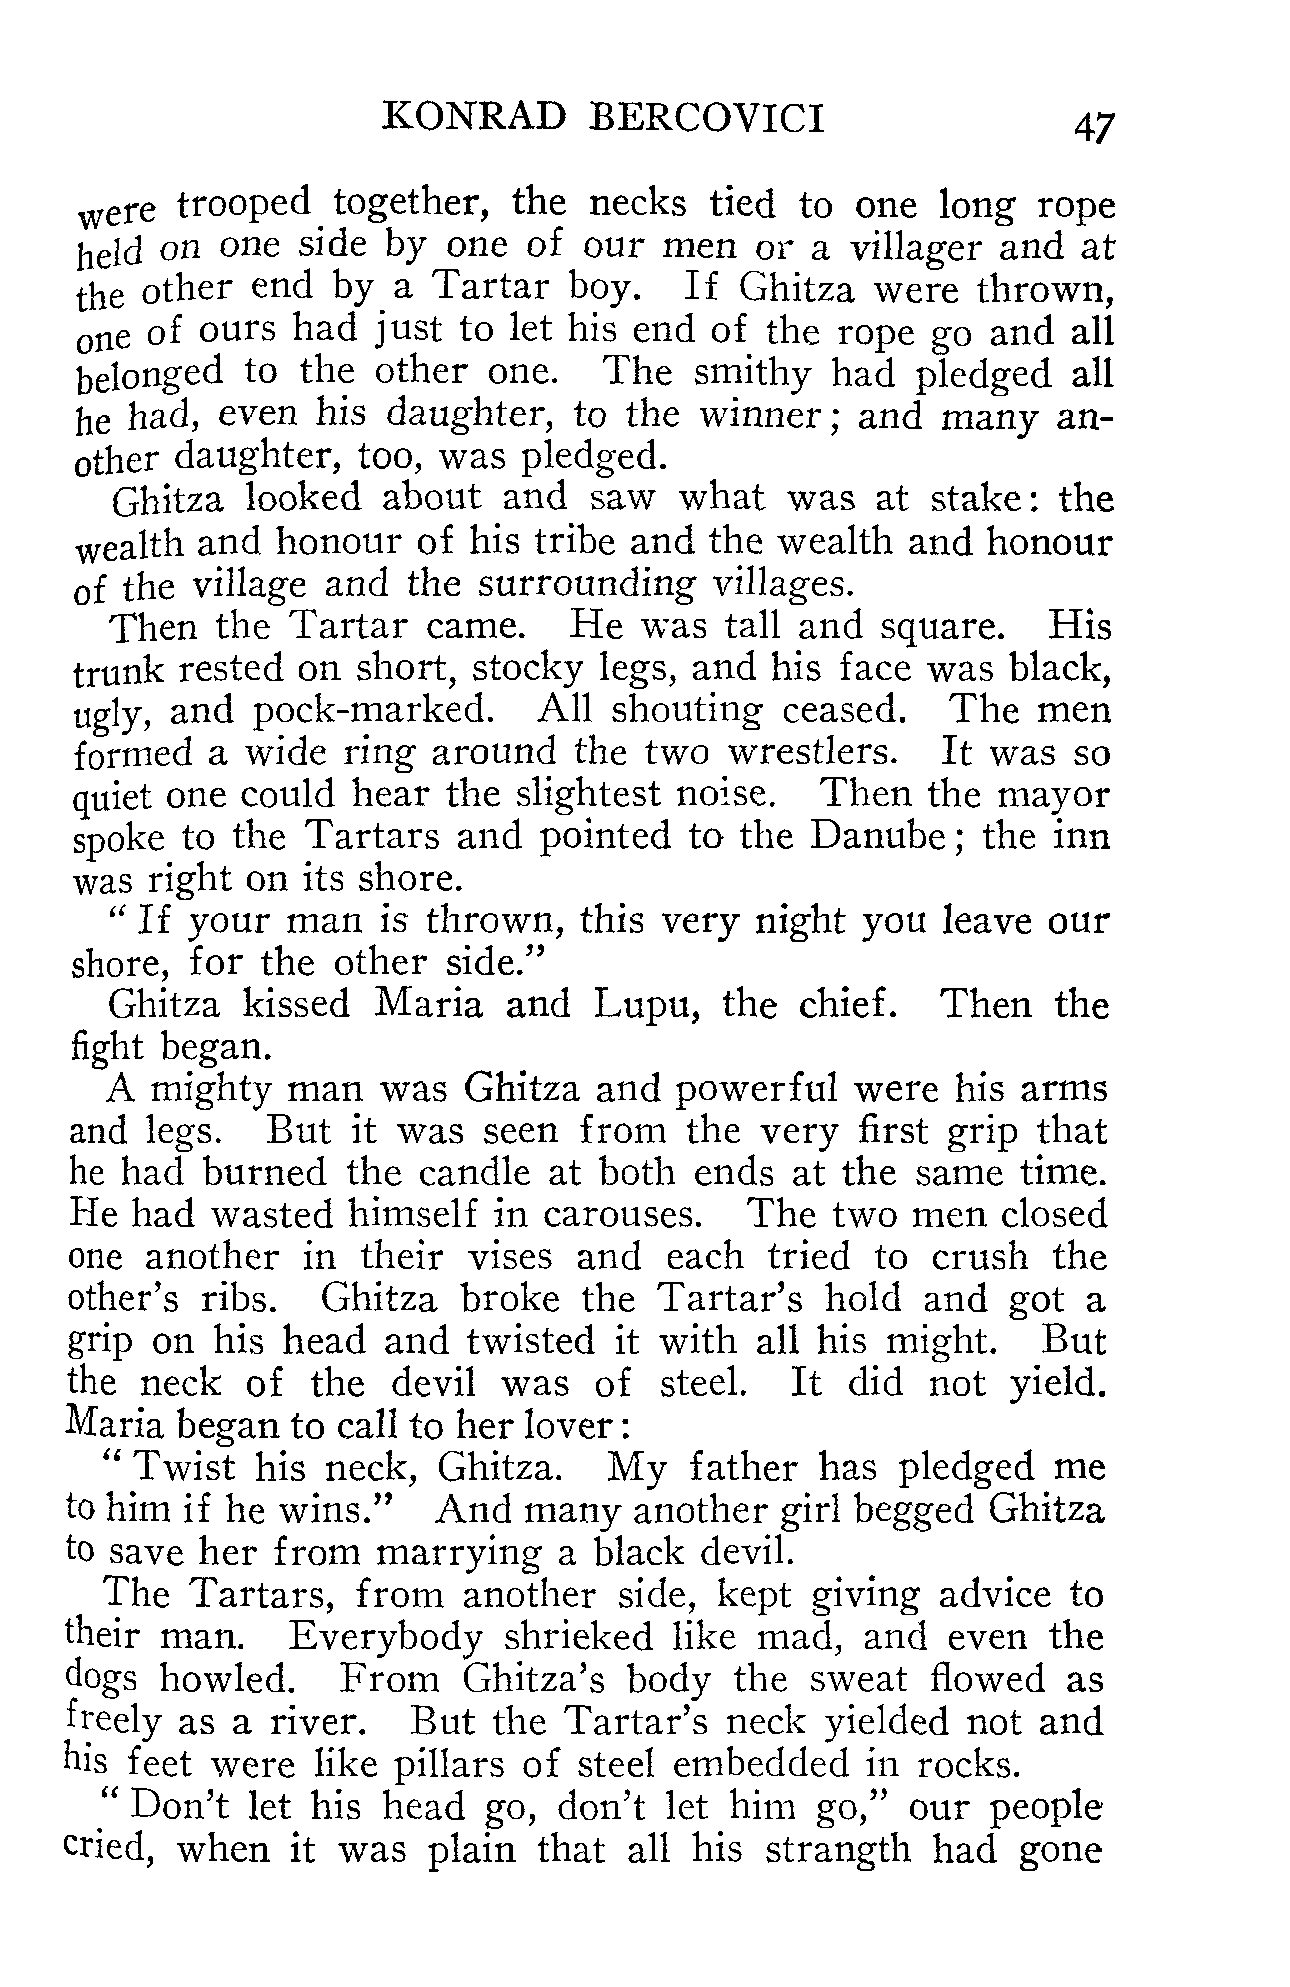 KONRAD BERCOVICI 47
were trooped together, the necks tied to one long rope
held on one side by one of our men or a villager and at
the other end by a Tartar boy. If Ghitza were thrown,
one of ours had just to let his end of the rope go and all
belonged to the other one. The smithy had pledged all
he had, even his daughter, to the winner; and many an-
other daughter, too, was pledged.
Ghitza looked about and saw what was at stake: the
wealth and honour of his tribe and the wealth and honour
of the village and the surrounding villages.
Then the Tartar came. He was tall and square. His
trunk rested on short, stocky legs, and his face was black,
ugly, and pock-marked. All shouting ceased. The men
formed a wide ring around the two wrestlers. It was so
quiet one could hear the slightest noise. Then the mayor
spoke to the Tartars and pointed to the Danube; the inn
was right on its shore.
"If your man is thrown, this very night you leave our
shore, for the other side."
Ghitza kissed Maria and Lupu, the chief. Then the
fight began.
A mighty man was Ghitza and powerful were his arms
and legs. But it was seen from the very first grip that
he had burned the candle at both ends at the same time.
He had wasted himself in carouses. The two men closed
one another in their vises and each tried to crush the
other's ribs. Ghitza broke the Tartar's hold and got a
grip on his head and twisted it with all his might. But
the neck of the devil was of steel. It did not yield.
Maria began to call to her lover:
"Twist his neck, Ghitza. My father has pledged me
to him if he wins." And many another girl begged Ghitza
to save her from marrying a black devil.
The Tartars, from another side, kept giving advice to
their man. Everybody shrieked like mad, and even the
dogs howled. From Ghitza's body the sweat flowed as
freely as a river. But the Tartar's neck yielded not and
his feet were like pillars of steel embedded in rocks.
"Don't let his head go, don't let him go," our people
cried, when it was plain that all his strangth had gone